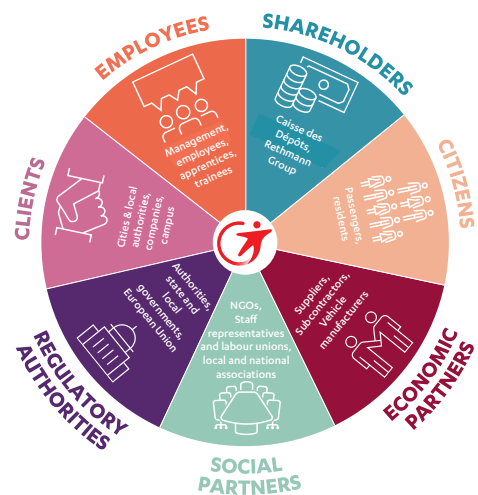 EMPLOYEES
Management,
employees,
apprentices,
trainees
SHAREHOLDERS
Caisse des
Dépôts,
Rethmann
Group
CITIZENS
Passengers,
residents
ECONOMIC
PARTNERS
Suppliers,
Sub-contractors,
Vehicle
manufacturers
SOCIAL
PARTNERS
NGOs,
Staff
representatives
and labour unions,
local and national
associations
REGULATORY
AUTHORITIES
Authorities,
state and
local
governments,
European Union
CLIENTS
Cities & local
authorities,
companies,
campus